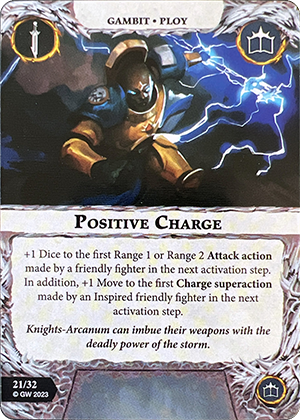 GAMBIT • PLOY
POSITIVE CHARGE
+1 Dice to the first Range 1 or Range 2 Attack action
made by a friendly fighter in the next activation step.
In addition, +1 Move to the first Charge superaction
made by an Inspired friendly fighter in the next
activation step.
Knights-Arcanum can imbue their weapons with the
deadly power of the storm.
21/32
© GW 2023